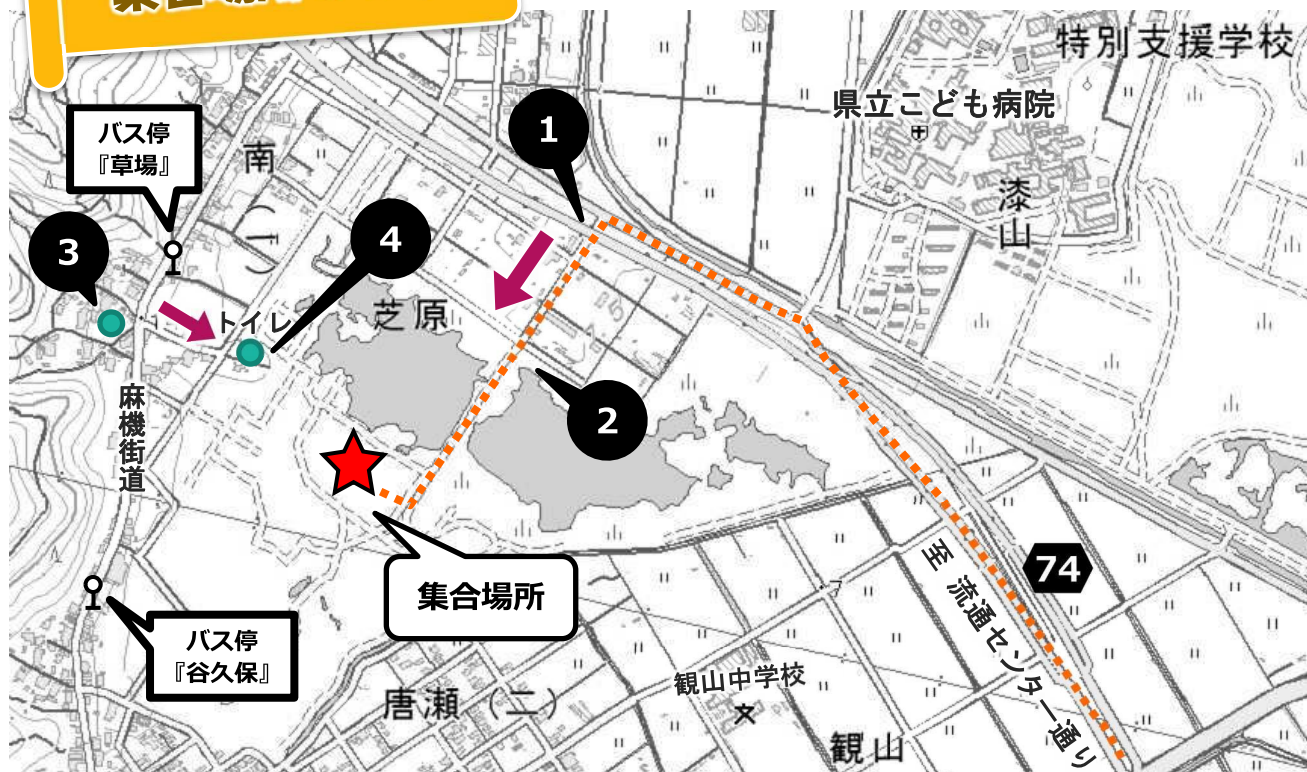 特別支援学校
県立こども病院
1
バス停
『草場』
南
漆山
3
4
トイレ
芝原
2
麻機街道
集合場所
74
至 流通センター通り
バス停
『谷久保』
唐瀬(二)
観山中学校
文
観山